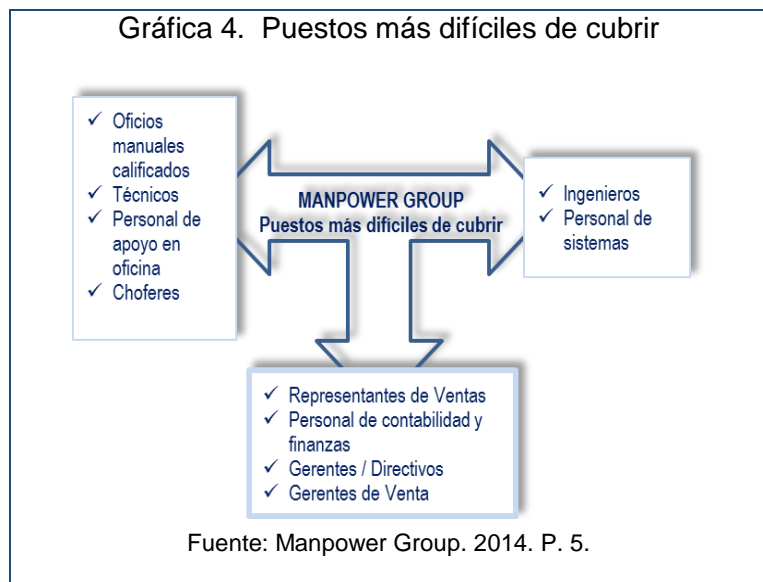 Gráfica 4.  Puestos más difíciles de cubrir
✓ Oficios
manuales
calificados
✓ Técnicos
✓ Personal de
apoyo en
oficina
✓ Choferes
MANPOWER GROUP
Puestos más difíciles de cubrir
✓ Ingenieros
✓ Personal de
sistemas
✓ Representantes de Ventas
✓ Personal de contabilidad y
finanzas
✓ Gerentes / Directivos
✓ Gerentes de Venta
Fuente: Manpower Group. 2014. P. 5.